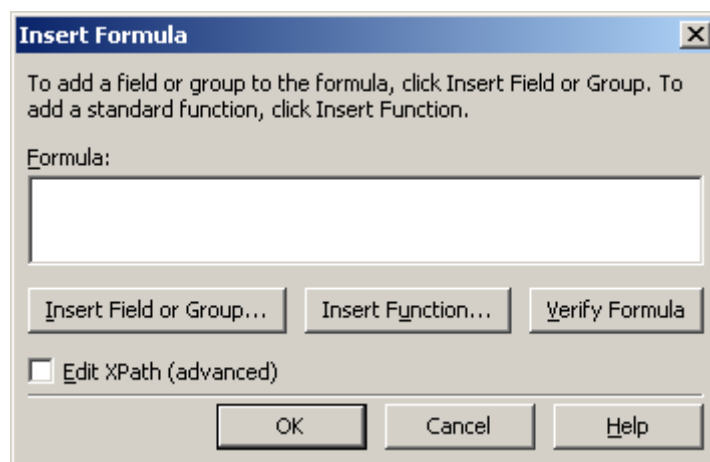 Insert Formula
To add a field or group to the formula, click Insert Field or Group. To
add a standard function, click Insert Function.
Formula:
Insert Field or Group... Insert Function... Verify Formula
Edit XPath (advanced)
OK Cancel Help